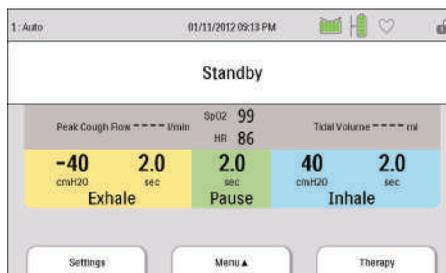 1: Auto 01/11/2012 09:13 PM
Standby
Peak Cough Flow ---- l/min SpO2 99 Tidal Volume ---- ml
HR 86
-40 2.0 2.0 40 2.0
cmH2O sec sec cmH2O sec
Exhale Pause Inhale
Settings Menu▲ Therapy